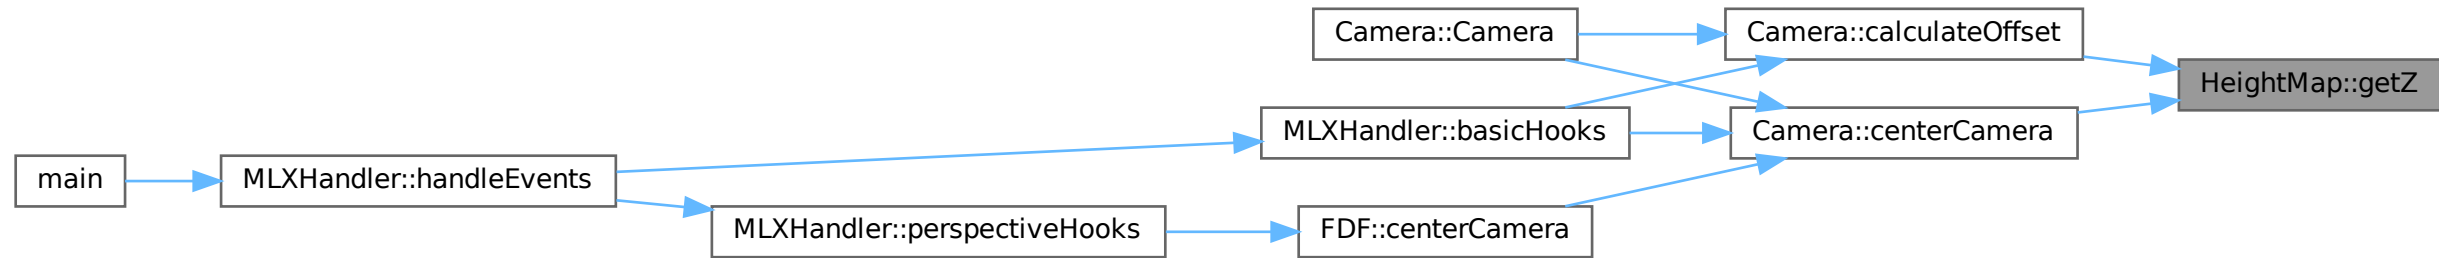 Camera::Camera
Camera::calculateOffset
HeightMap::getZ
MLXHandler::basicHooks
Camera::centerCamera
main
MLXHandler::handleEvents
MLXHandler::perspectiveHooks
FDF::centerCamera